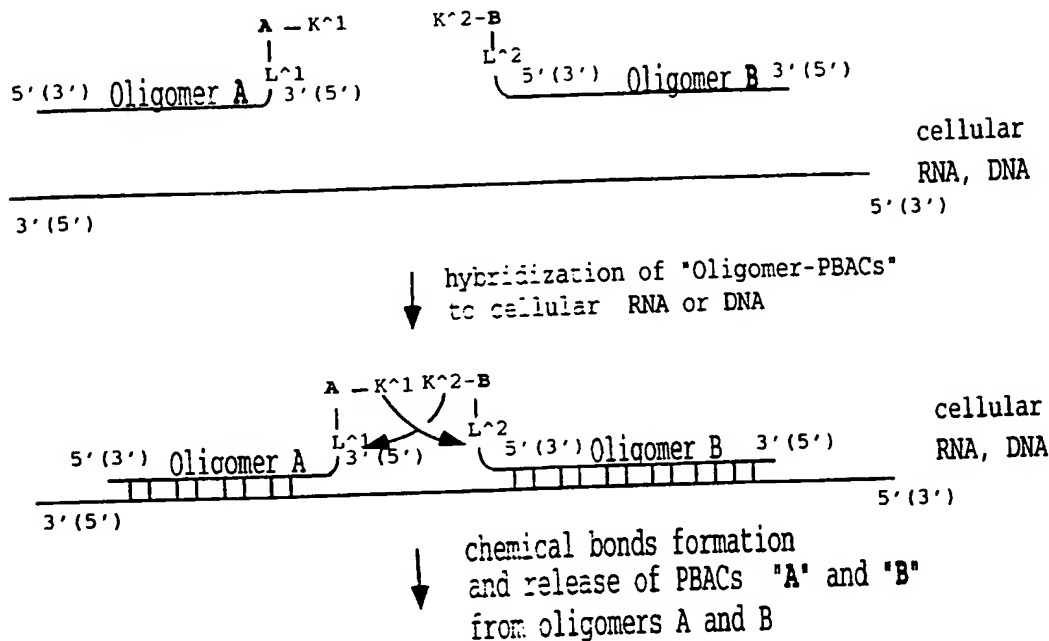 A — K^1
K^2-B
L^1
L^2
5'(3') Oligomer A 3'(5')
5'(3') Oligomer B 3'(5')
cellular
RNA, DNA
3'(5')
5'(3')
hybridization of "Oligomer-PBACs"
to cellular RNA or DNA
A — K^1 K^2-B
L^1
L^2
5'(3') Oligomer A 3'(5')
5'(3') Oligomer B 3'(5')
cellular
RNA, DNA
3'(5')
5'(3')
chemical bonds formation
and release of PBACs "A" and "B"
from oligomers A and B